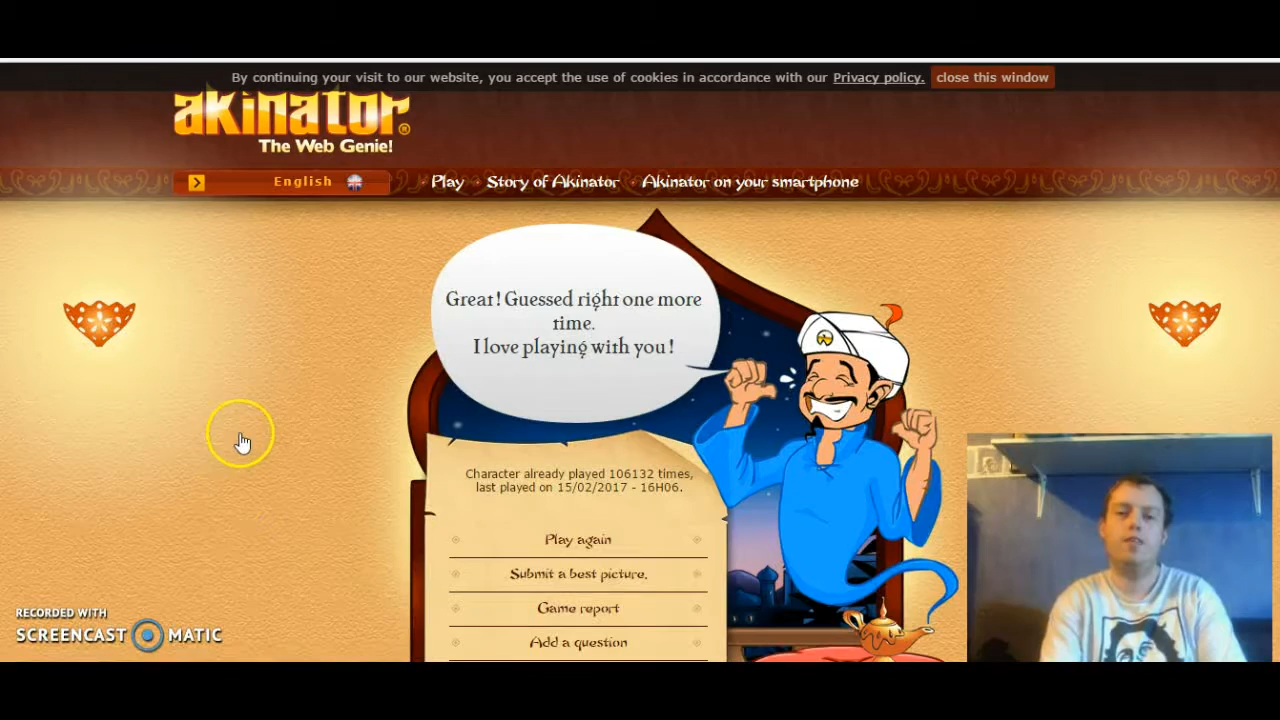 By continuing your visit to our website, you accept the use of cookies in accordance with our Privacy policy. close this window
akinator®
The Web Genie!
English
Play
Story of Akinator
Akinator on your smartphone
Great! Guessed right one more
time.
I love playing with you !
Character already played 106132 times,
last played on 15/02/2017 - 16H06.
Play again
Submit a best picture.
Game report
Add a question
RECORDED WITH
SCREENCAST MATIC